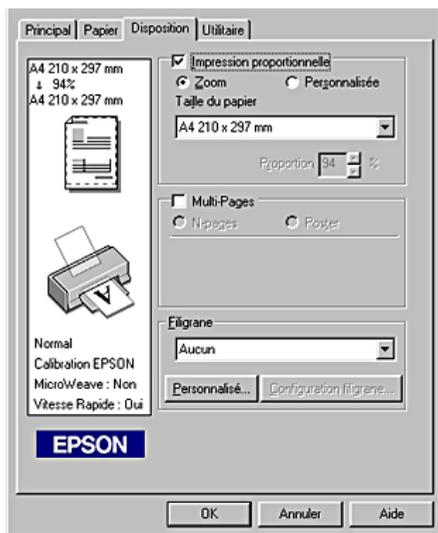 Principal Papier Disposition Utilitaire
A4 210 x 297 mm
↓ 94%
A4 210 x 297 mm
Normal
Calibration EPSON
MicroWeave : Non
Vitesse Rapide : Oui
EPSON
Impression proportionnelle
Zoom Personnalisée
Taille du papier
A4 210 x 297 mm
Proportion 94 %
Multi-Pages
N-pages Poster
Filigrane
Aucun
Personnalisé... Configuration filigrane...
OK Annuler Aide